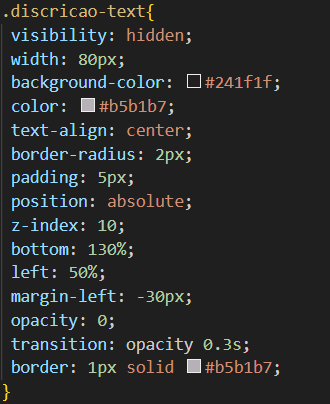 .discricao-text{
visibility: hidden;
width: 80px;
background-color: #241f1f;
color: #b5b1b7;
text-align: center;
border-radius: 2px;
padding: 5px;
position: absolute;
z-index: 10;
bottom: 130%;
left: 50%;
margin-left: -30px;
opacity: 0;
transition: opacity 0.3s;
border: 1px solid #b5b1b7;
}